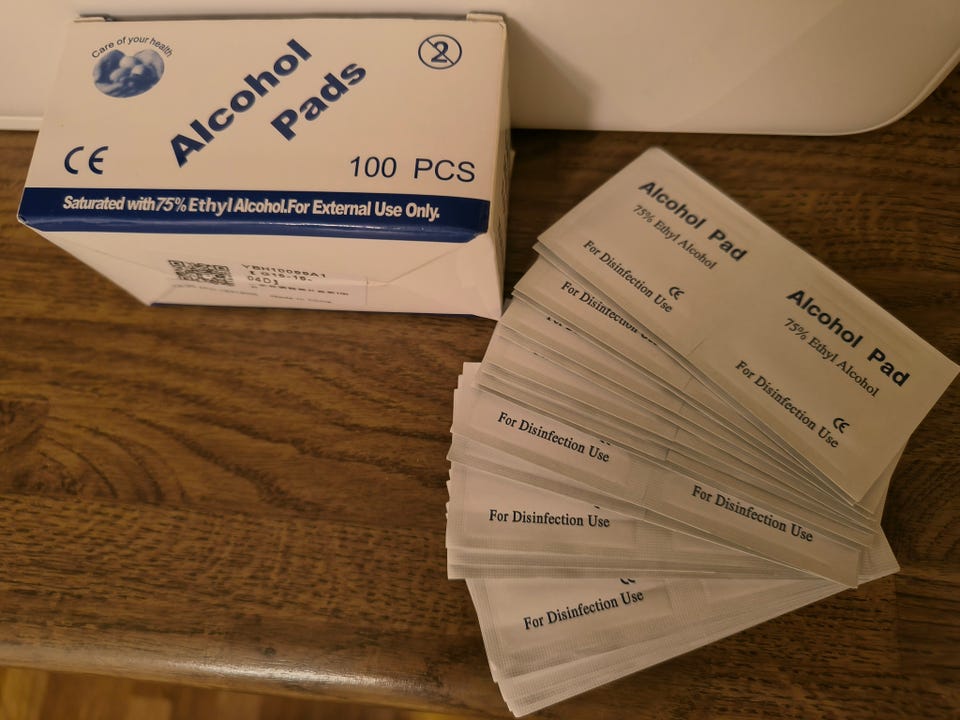 Care of your health
Alcohol
Pads
2
CE
100 PCS
Saturated with 75% Ethyl Alcohol.For External Use Only.
Alcohol Pad
75% Ethyl Alcohol
CE
For Disinfection Use
Alcohol Pad
75% Ethyl Alcohol
CE
For Disinfection Use
For Disinfection Use
For Disinfection Use
For Disinfection Use
For Disinfection Use
For Disinfection Use